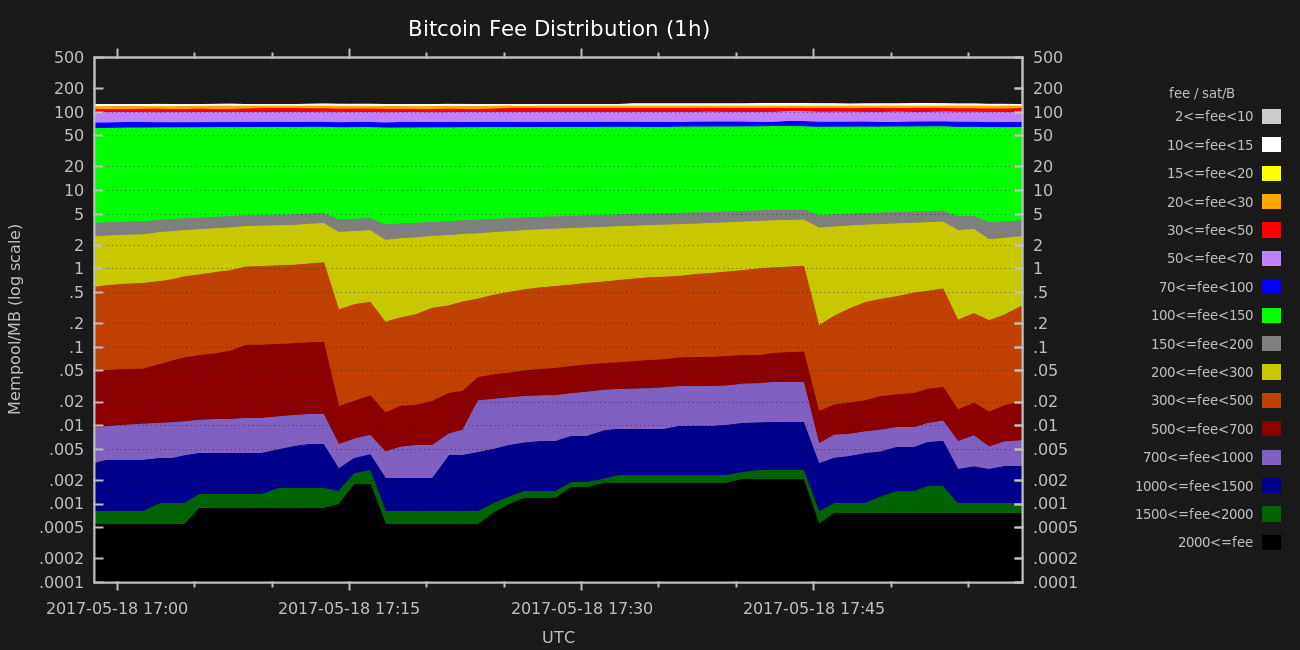 Bitcoin Fee Distribution (1h)
500
200
100
50
20
10
5
2
1
.5
.2
.1
.05
.02
.01
.005
.002
.001
.0005
.0002
.0001
Mempool/MB (log scale)
500
200
100
50
20
10
5
2
1
.5
.2
.1
.05
.02
.01
.005
.002
.001
.0005
.0002
.0001
2017-05-18 17:00
2017-05-18 17:15
2017-05-18 17:30
2017-05-18 17:45
UTC
fee / sat/B
2<=fee<10
10<=fee<15
15<=fee<20
20<=fee<30
30<=fee<50
50<=fee<70
70<=fee<100
100<=fee<150
150<=fee<200
200<=fee<300
300<=fee<500
500<=fee<700
700<=fee<1000
1000<=fee<1500
1500<=fee<2000
2000<=fee